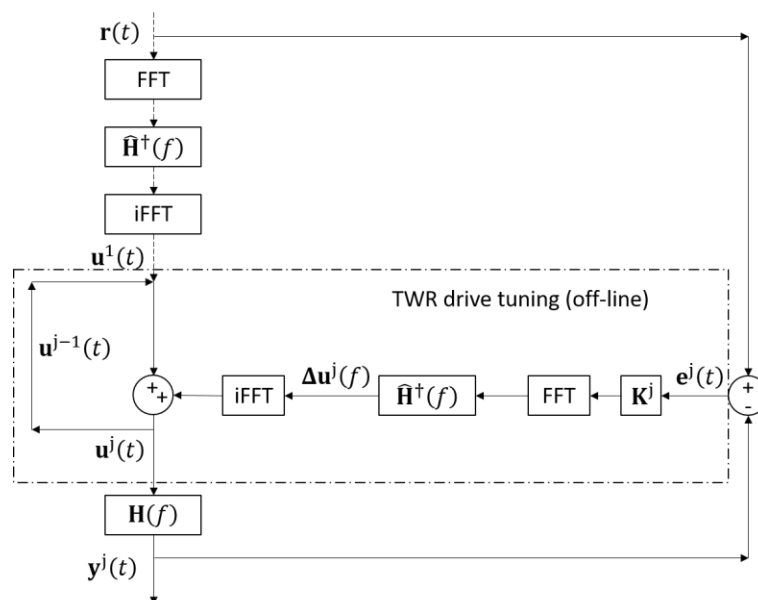 𝐫(𝑡)
FFT
𝐇̂†(𝑓)
iFFT
𝐮¹(𝑡)
TWR drive tuning (off-line)
𝐮ʲ⁻¹(𝑡)
+
+
iFFT
𝚫𝐮ʲ(𝑓)
𝐇̂†(𝑓)
FFT
𝐊ʲ
𝐞ʲ(𝑡)
+
-
𝐮ʲ(𝑡)
𝐇(𝑓)
𝐲ʲ(𝑡)